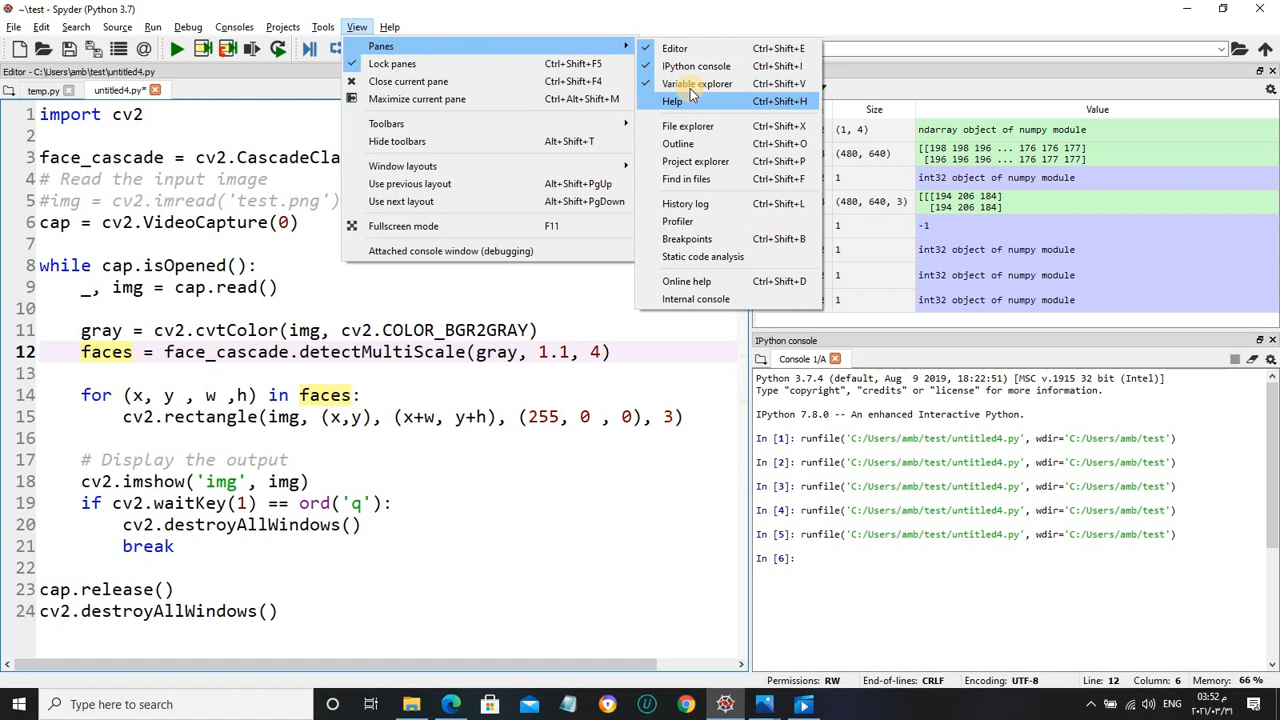 ~\test - Spyder (Python 3.7)
File Edit Search Source Run Debug Consoles Projects Tools View Help
Editor - C:\Users\amb\test\untitled4.py
temp.py untitled4.py*
1 import cv2
2
3 face_cascade = cv2.CascadeCla
4 # Read the input image
5 #img = cv2.imread('test.png')
6 cap = cv2.VideoCapture(0)
7
8 while cap.isOpened():
9 _, img = cap.read()
10
11 gray = cv2.cvtColor(img, cv2.COLOR_BGR2GRAY)
12 faces = face_cascade.detectMultiScale(gray, 1.1, 4)
13
14 for (x, y , w ,h) in faces:
15 cv2.rectangle(img, (x,y), (x+w, y+h), (255, 0 , 0), 3)
16
17 # Display the output
18 cv2.imshow('img', img)
19 if cv2.waitKey(1) == ord('q'):
20 cv2.destroyAllWindows()
21 break
22
23 cap.release()
24 cv2.destroyAllWindows()
Panes
Lock panes Ctrl+Shift+F5
Close current pane Ctrl+Shift+F4
Maximize current pane Ctrl+Alt+Shift+M
Toolbars
Hide toolbars Alt+Shift+T
Window layouts
Use previous layout Alt+Shift+PgUp
Use next layout Alt+Shift+PgDown
Fullscreen mode F11
Attached console window (debugging)
Editor Ctrl+Shift+E
IPython console Ctrl+Shift+I
Variable explorer Ctrl+Shift+V
Help Ctrl+Shift+H
File explorer Ctrl+Shift+X
Outline Ctrl+Shift+O
Project explorer Ctrl+Shift+P
Find in files Ctrl+Shift+F
History log Ctrl+Shift+L
Profiler
Breakpoints Ctrl+Shift+B
Static code analysis
Online help Ctrl+Shift+D
Internal console
Size Value
(1, 4) ndarray object of numpy module
(480, 640) [[198 198 196 ... 176 176 177]
[196 196 196 ... 176 177 177]
1 int32 object of numpy module
(480, 640, 3) [[[194 206 184]
[194 206 184]
1 -1
1 int32 object of numpy module
1 int32 object of numpy module
1 int32 object of numpy module
IPython console
Console 1/A
Python 3.7.4 (default, Aug 9 2019, 18:22:51) [MSC v.1915 32 bit (Intel)]
Type "copyright", "credits" or "license" for more information.
IPython 7.8.0 -- An enhanced Interactive Python.
In [1]: runfile('C:/Users/amb/test/untitled4.py', wdir='C:/Users/amb/test')
In [2]: runfile('C:/Users/amb/test/untitled4.py', wdir='C:/Users/amb/test')
In [3]: runfile('C:/Users/amb/test/untitled4.py', wdir='C:/Users/amb/test')
In [4]: runfile('C:/Users/amb/test/untitled4.py', wdir='C:/Users/amb/test')
In [5]: runfile('C:/Users/amb/test/untitled4.py', wdir='C:/Users/amb/test')
In [6]:
Permissions: RW End-of-lines: CRLF Encoding: UTF-8 Line: 12 Column: 6 Memory: 66 %
Type here to search
ENG
03:52 م